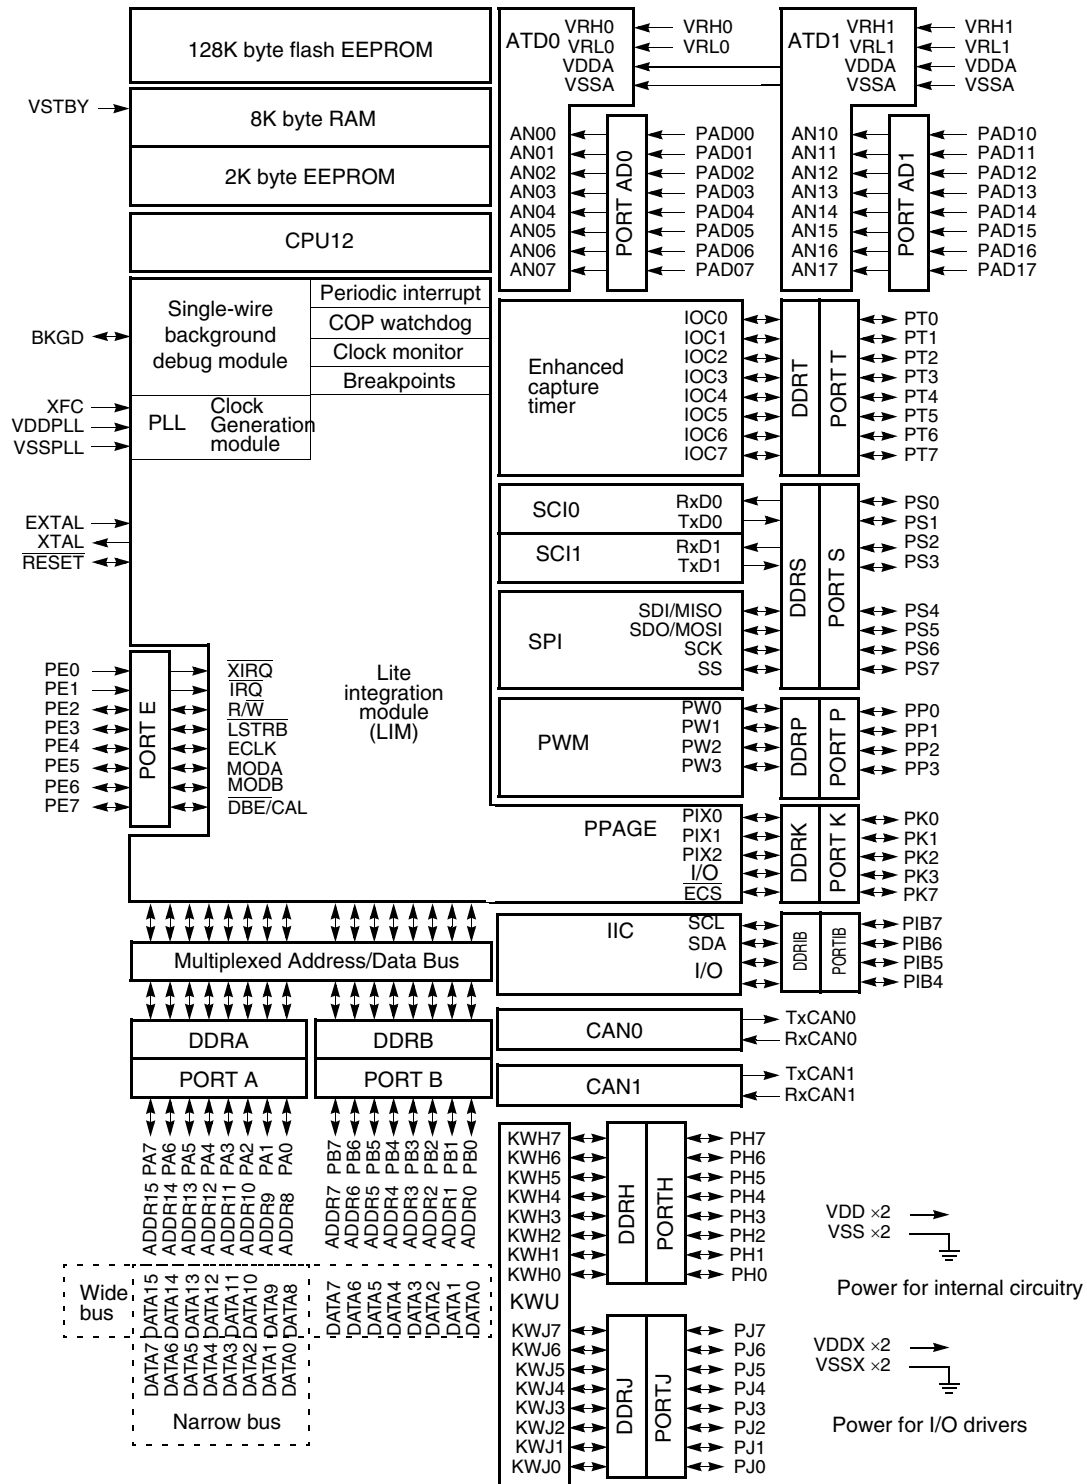 128K byte flash EEPROM
VSTBY
8K byte RAM
2K byte EEPROM
CPU12
Single-wire
background
debug module
Periodic interrupt
COP watchdog
Clock monitor
Breakpoints
BKGD
XFC
VDDPLL
VSSPLL
PLL
Clock
Generation
module
EXTAL
XTAL
RESET
Lite
integration
module
(LIM)
PE0
PE1
PE2
PE3
PE4
PE5
PE6
PE7
PORT E
XIRQ
IRQ
R/W
LSTRB
ECLK
MODA
MODB
DBE/CAL
Multiplexed Address/Data Bus
DDRA
PORT A
DDRB
PORT B
PA7
PA6
PA5
PA4
PA3
PA2
PA1
PA0
ADDR15
ADDR14
ADDR13
ADDR12
ADDR11
ADDR10
ADDR9
ADDR8
PB7
PB6
PB5
PB4
PB3
PB2
PB1
PB0
ADDR7
ADDR6
ADDR5
ADDR4
ADDR3
ADDR2
ADDR1
ADDR0
Wide
bus
DATA15
DATA14
DATA13
DATA12
DATA11
DATA10
DATA9
DATA8
DATA7
DATA6
DATA5
DATA4
DATA3
DATA2
DATA1
DATA0
DATA7
DATA6
DATA5
DATA4
DATA3
DATA2
DATA1
DATA0
Narrow bus
ATD0
VRH0
VRL0
VDDA
VSSA
VRH0
VRL0
AN00
AN01
AN02
AN03
AN04
AN05
AN06
AN07
PORT AD0
PAD00
PAD01
PAD02
PAD03
PAD04
PAD05
PAD06
PAD07
ATD1
VRH1
VRL1
VDDA
VSSA
VRH1
VRL1
VDDA
VSSA
AN10
AN11
AN12
AN13
AN14
AN15
AN16
AN17
PORT AD1
PAD10
PAD11
PAD12
PAD13
PAD14
PAD15
PAD16
PAD17
Enhanced
capture
timer
IOC0
IOC1
IOC2
IOC3
IOC4
IOC5
IOC6
IOC7
DDRT
PORT T
PT0
PT1
PT2
PT3
PT4
PT5
PT6
PT7
SCI0
RxD0
TxD0
SCI1
RxD1
TxD1
SPI
SDI/MISO
SDO/MOSI
SCK
SS
DDRS
PORT S
PS0
PS1
PS2
PS3
PS4
PS5
PS6
PS7
PWM
PW0
PW1
PW2
PW3
DDRP
PORT P
PP0
PP1
PP2
PP3
PPAGE
PIX0
PIX1
PIX2
I/O
ECS
DDRK
PORT K
PK0
PK1
PK2
PK3
PK7
IIC
SCL
SDA
I/O
DDRIB
PORTIB
PIB7
PIB6
PIB5
PIB4
CAN0
TxCAN0
RxCAN0
CAN1
TxCAN1
RxCAN1
KWH7
KWH6
KWH5
KWH4
KWH3
KWH2
KWH1
KWH0
KWU
KWJ7
KWJ6
KWJ5
KWJ4
KWJ3
KWJ2
KWJ1
KWJ0
DDRH
PORTH
PH7
PH6
PH5
PH4
PH3
PH2
PH1
PH0
DDRJ
PORTJ
PJ7
PJ6
PJ5
PJ4
PJ3
PJ2
PJ1
PJ0
VDD ×2
VSS ×2
Power for internal circuitry
VDDX ×2
VSSX ×2
Power for I/O drivers